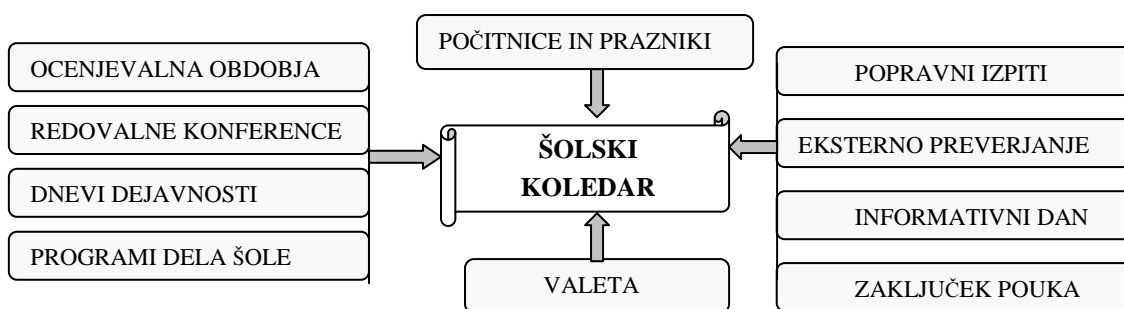 OCENJEVALNA OBDOBJA
REDOVALNE KONFERENCE
DNEVI DEJAVNOSTI
PROGRAMI DELA ŠOLE
POČITNICE IN PRAZNIKI
ŠOLSKI
KOLEDAR
VALETA
POPRAVNI IZPITI
EKSTERNO PREVERJANJE
INFORMATIVNI DAN
ZAKLJUČEK POUKA